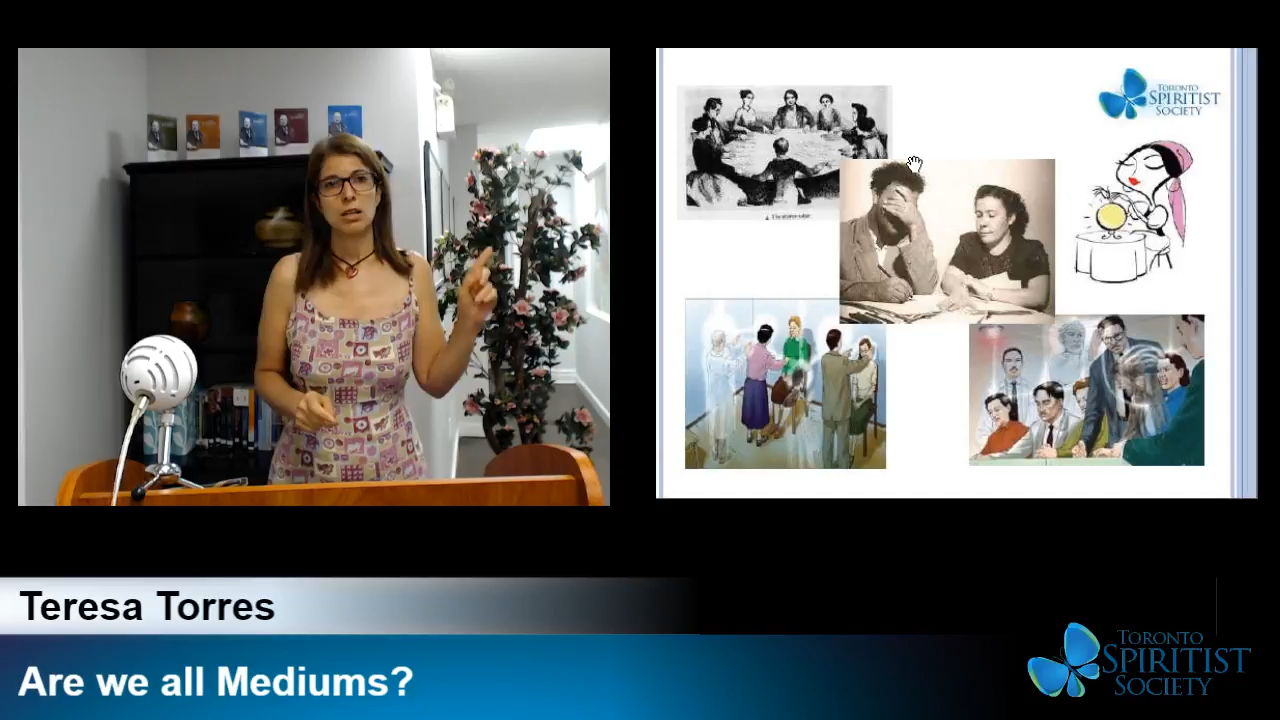 TORONTO
SPIRITIST
SOCIETY
Teresa Torres
Are we all Mediums?
TORONTO
SPIRITIST
SOCIETY